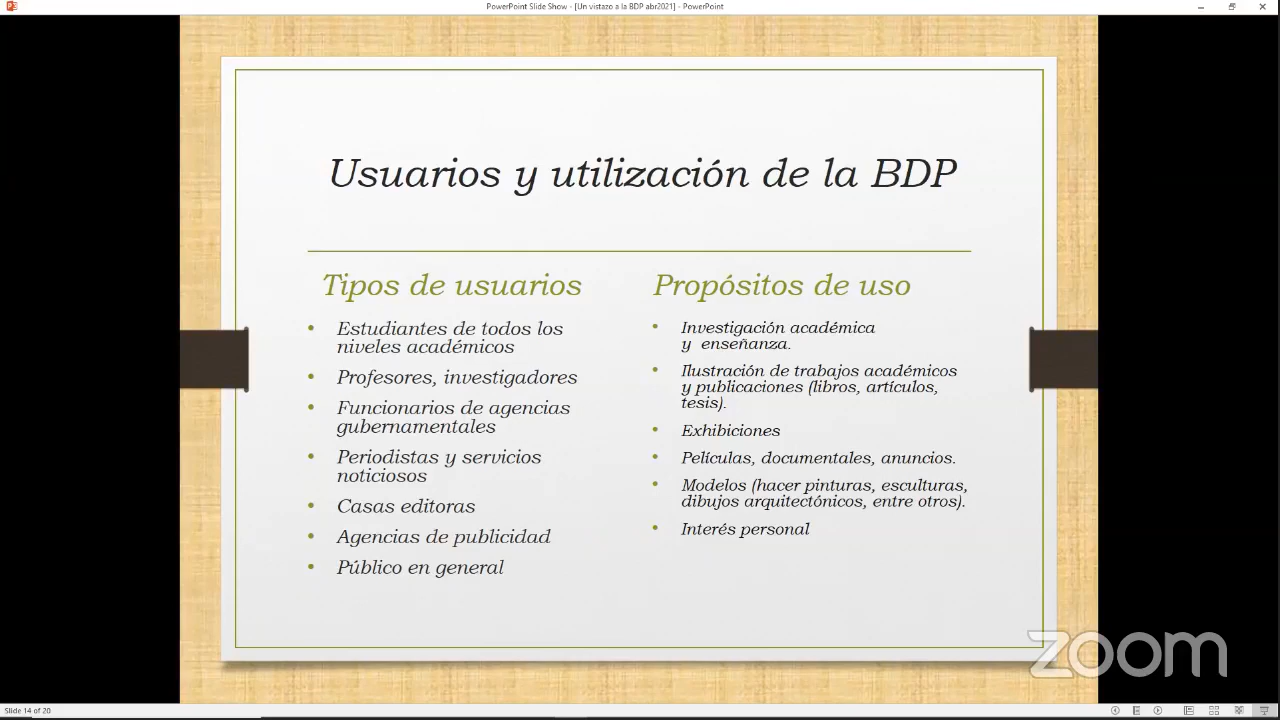 PowerPoint Slide Show - [Un vistazo a la BDP abr2021] - PowerPoint
Usuarios y utilización de la BDP
Tipos de usuarios
• Estudiantes de todos los
niveles académicos
• Profesores, investigadores
• Funcionarios de agencias
gubernamentales
• Periodistas y servicios
noticiosos
• Casas editoras
• Agencias de publicidad
• Público en general
Propósitos de uso
• Investigación académica
y enseñanza.
• Ilustración de trabajos académicos
y publicaciones (libros, artículos,
tesis).
• Exhibiciones
• Películas, documentales, anuncios.
• Modelos (hacer pinturas, esculturas,
dibujos arquitectónicos, entre otros).
• Interés personal
zoom
Slide 14 of 20